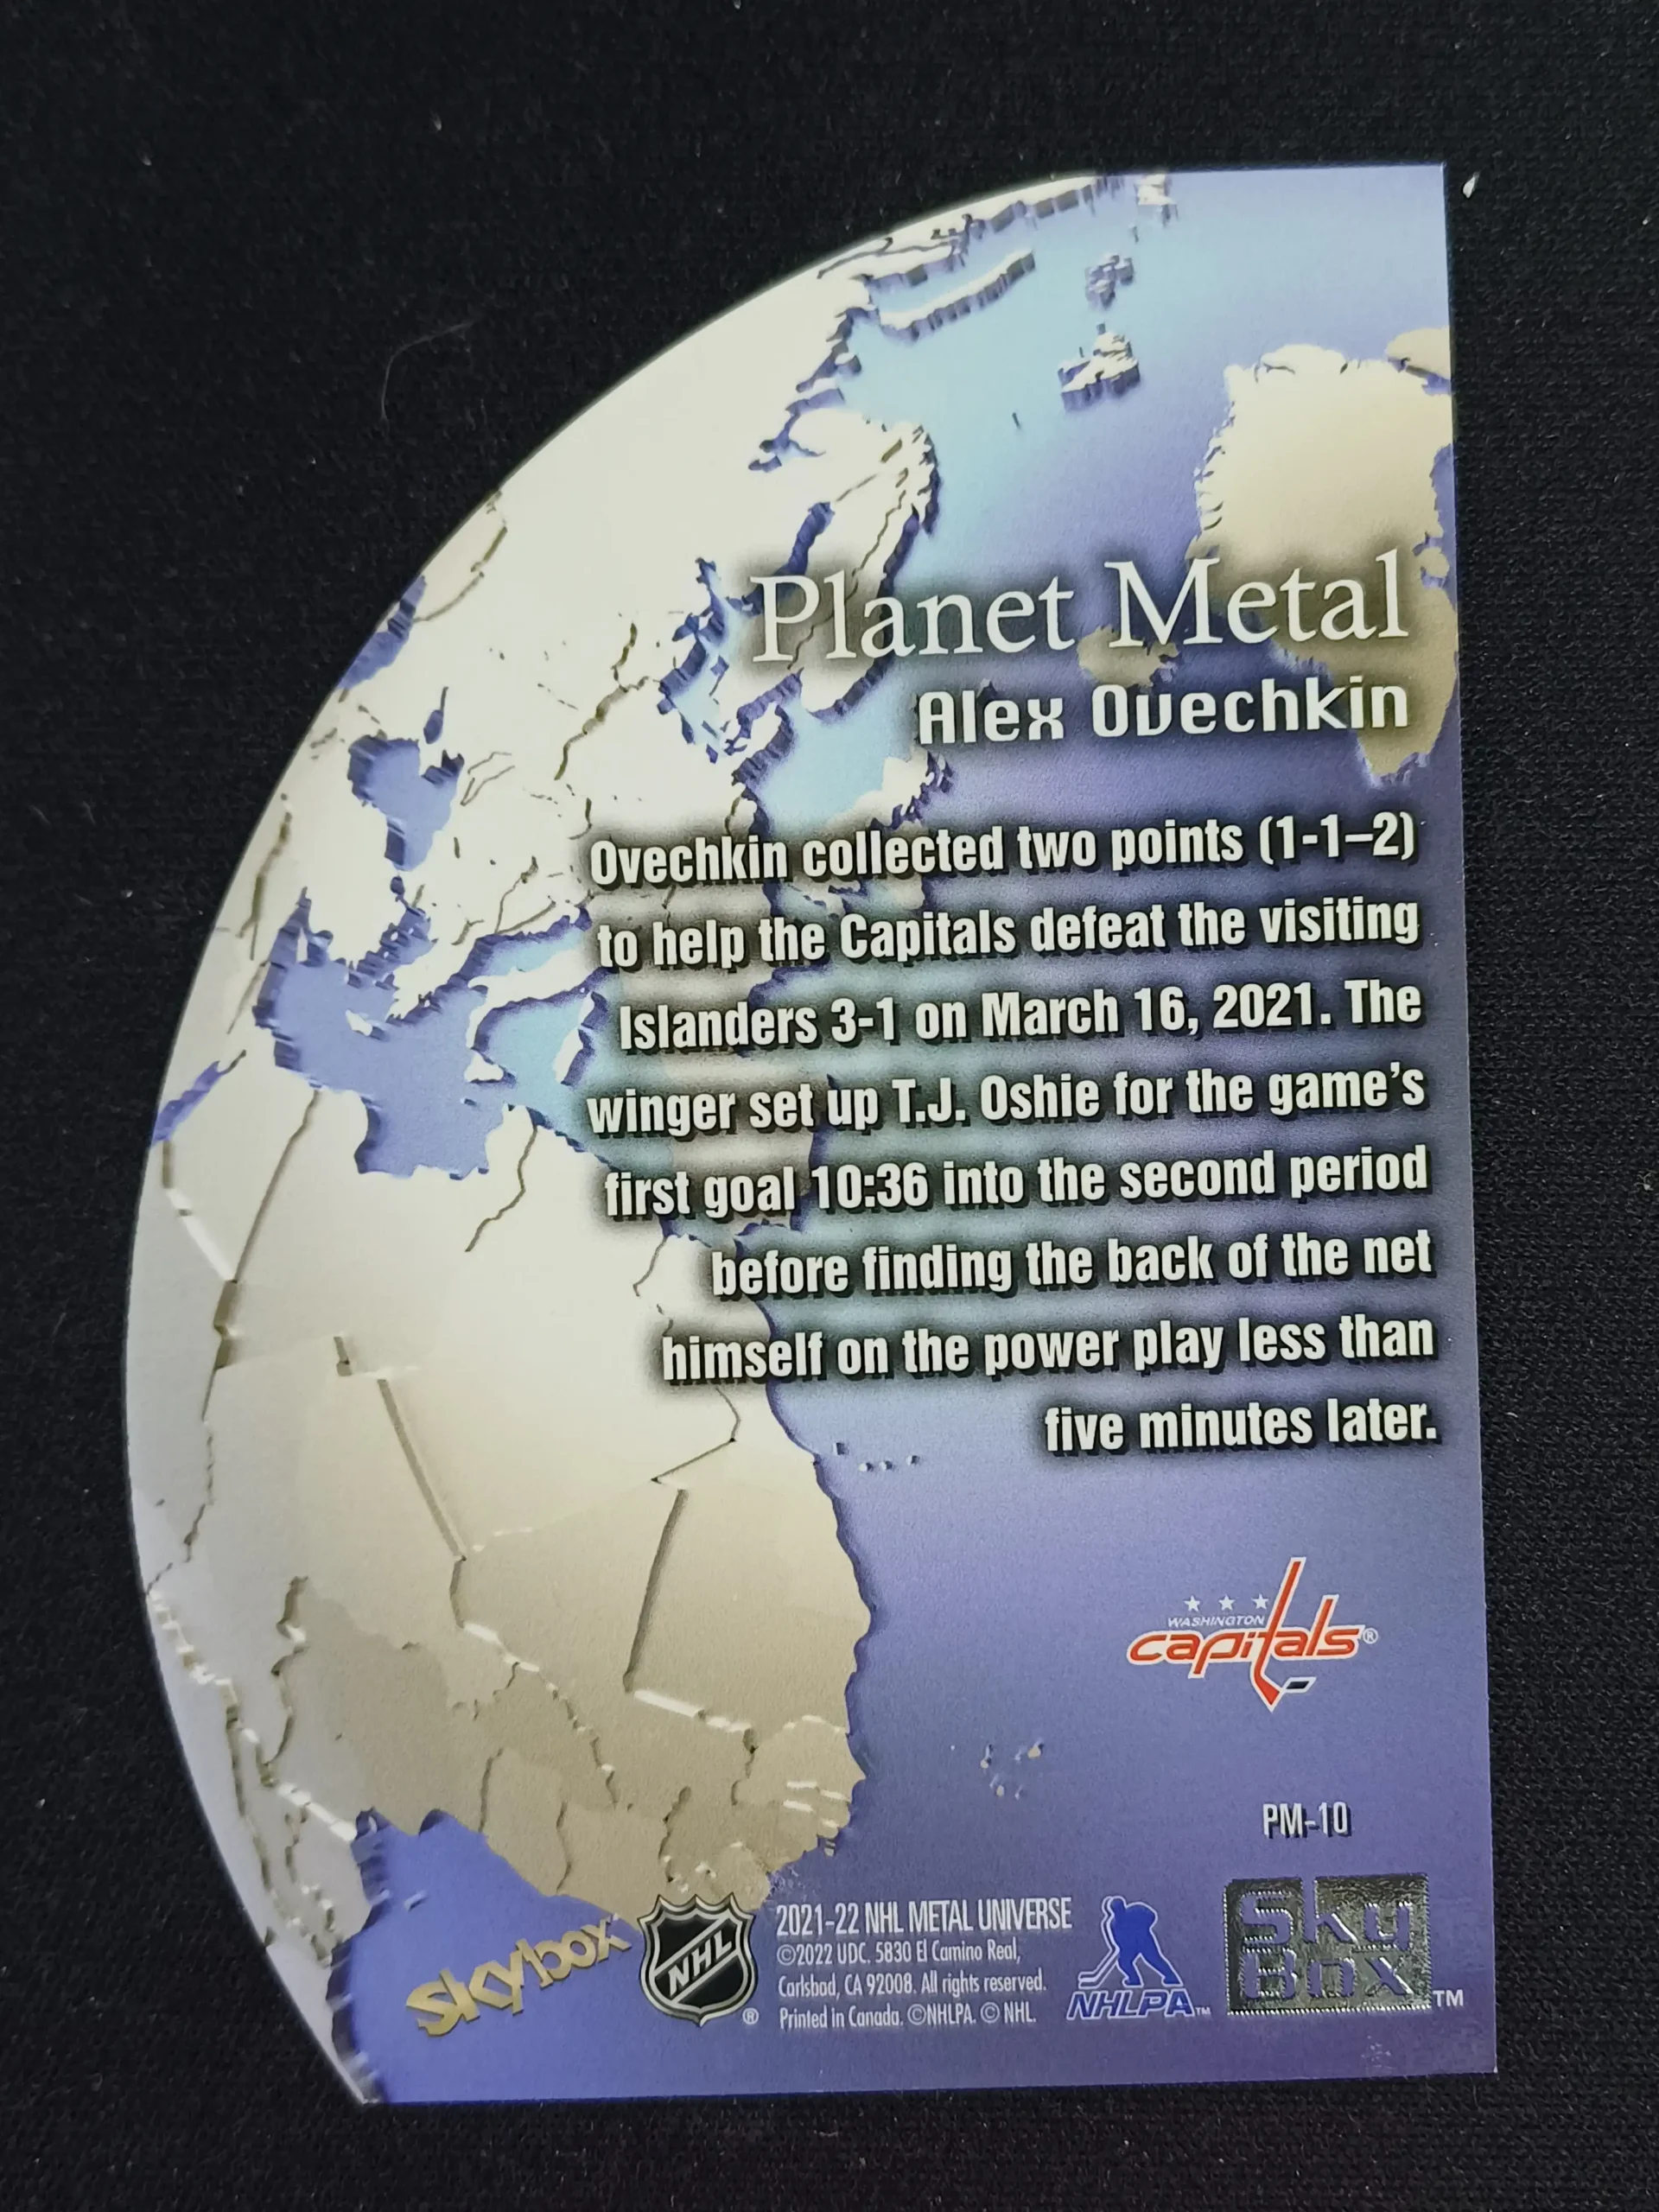 Planet Metal
Alex Ovechkin
Ovechkin collected two points (1-1–2)
to help the Capitals defeat the visiting
Islanders 3-1 on March 16, 2021. The
winger set up T.J. Oshie for the game's
first goal 10:36 into the second period
before finding the back of the net
himself on the power play less than
five minutes later.
WASHINGTON
capitals®
PM-10
skybox
NHL
®
2021-22 NHL METAL UNIVERSE
©2022 UDC. 5830 El Camino Real,
Carlsbad, CA 92008. All rights reserved.
Printed in Canada. ©NHLPA. © NHL.
NHLPA™
Sky
Box™